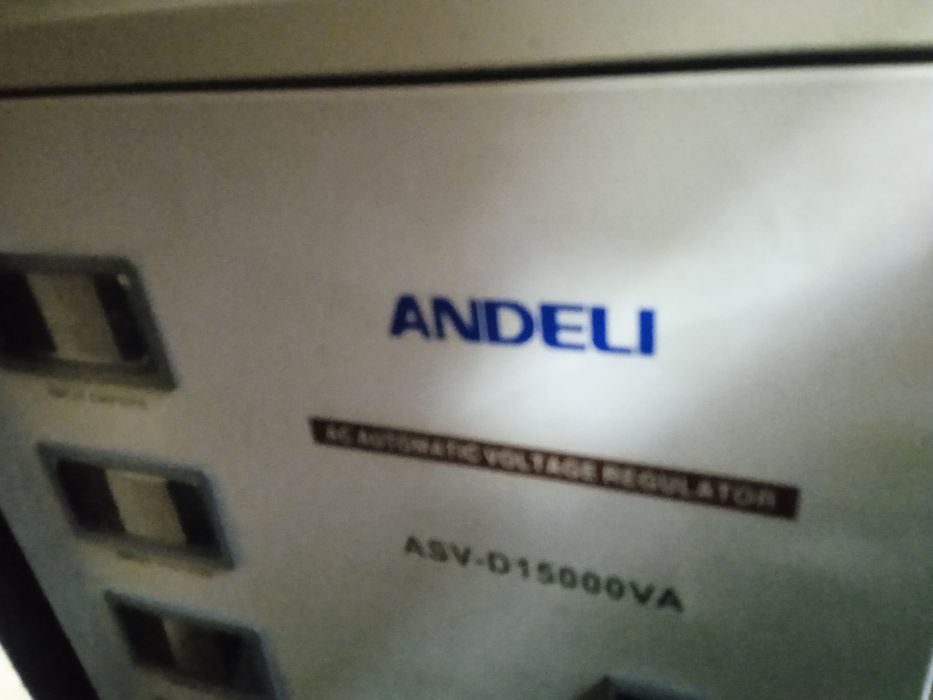 ANDELI
AC AUTOMATIC VOLTAGE REGULATOR
ASV-D15000VA